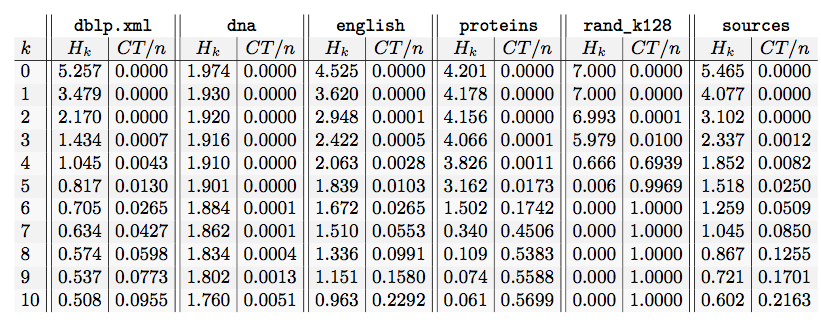 dblp.xml dna english proteins rand_k128 sources
k H_k CT/n H_k CT/n H_k CT/n H_k CT/n H_k CT/n H_k CT/n
0 5.257 0.0000 1.974 0.0000 4.525 0.0000 4.201 0.0000 7.000 0.0000 5.465 0.0000
1 3.479 0.0000 1.930 0.0000 3.620 0.0000 4.178 0.0000 7.000 0.0000 4.077 0.0000
2 2.170 0.0000 1.920 0.0000 2.948 0.0001 4.156 0.0000 6.993 0.0001 3.102 0.0000
3 1.434 0.0007 1.916 0.0000 2.422 0.0005 4.066 0.0001 5.979 0.0100 2.337 0.0012
4 1.045 0.0043 1.910 0.0000 2.063 0.0028 3.826 0.0011 0.666 0.6939 1.852 0.0082
5 0.817 0.0130 1.901 0.0000 1.839 0.0103 3.162 0.0173 0.006 0.9969 1.518 0.0250
6 0.705 0.0265 1.884 0.0001 1.672 0.0265 1.502 0.1742 0.000 1.0000 1.259 0.0509
7 0.634 0.0427 1.862 0.0001 1.510 0.0553 0.340 0.4506 0.000 1.0000 1.045 0.0850
8 0.574 0.0598 1.834 0.0004 1.336 0.0991 0.109 0.5383 0.000 1.0000 0.867 0.1255
9 0.537 0.0773 1.802 0.0013 1.151 0.1580 0.074 0.5588 0.000 1.0000 0.721 0.1701
10 0.508 0.0955 1.760 0.0051 0.963 0.2292 0.061 0.5699 0.000 1.0000 0.602 0.2163